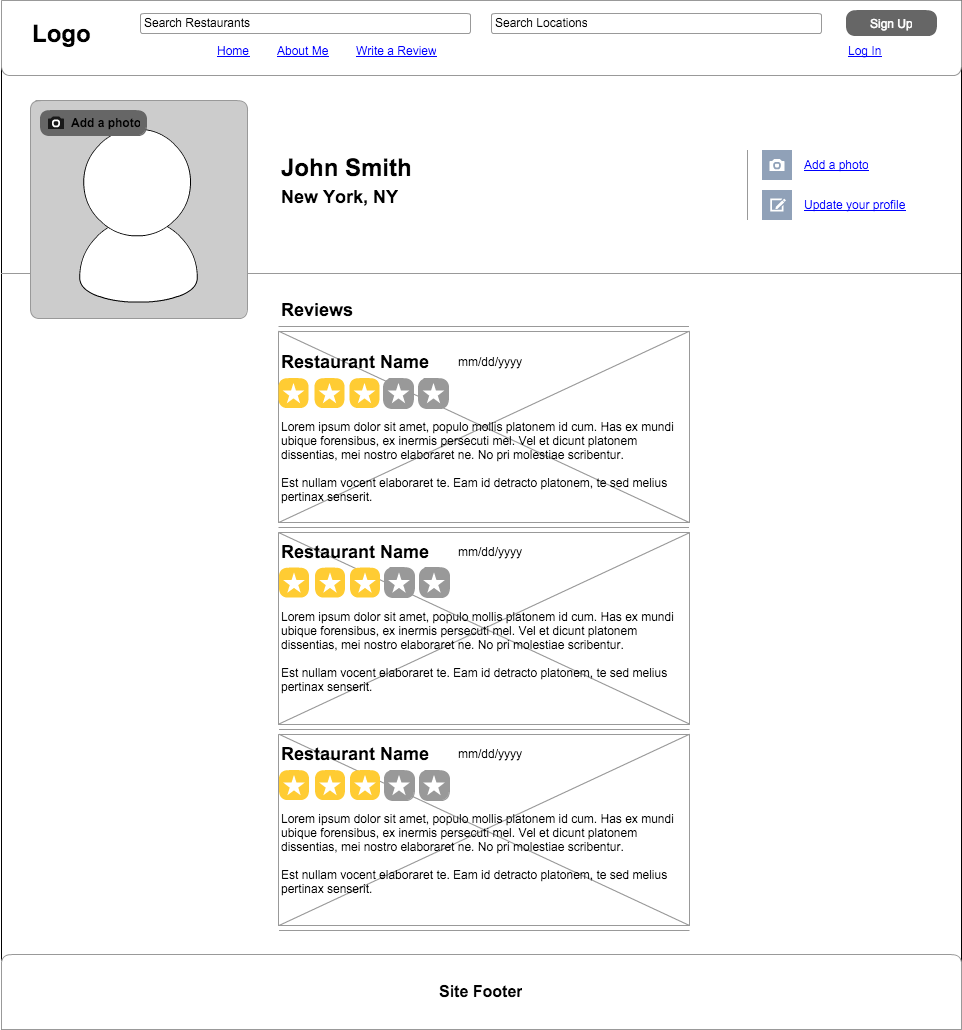 Logo
Search Restaurants
Search Locations
Sign Up
Home
About Me
Write a Review
Log In
Add a photo
John Smith
New York, NY
Add a photo
Update your profile
Reviews
Restaurant Name mm/dd/yyyy
Lorem ipsum dolor sit amet, populo mollis platonem id cum. Has ex mundi
ubique forensibus, ex inermis persecuti mel. Vel et dicunt platonem
dissentias, mei nostro elaboraret ne. No pri molestiae scribentur.
Est nullam vocent elaboraret te. Eam id detracto platonem, te sed melius
pertinax senserit.
Restaurant Name mm/dd/yyyy
Lorem ipsum dolor sit amet, populo mollis platonem id cum. Has ex mundi
ubique forensibus, ex inermis persecuti mel. Vel et dicunt platonem
dissentias, mei nostro elaboraret ne. No pri molestiae scribentur.
Est nullam vocent elaboraret te. Eam id detracto platonem, te sed melius
pertinax senserit.
Restaurant Name mm/dd/yyyy
Lorem ipsum dolor sit amet, populo mollis platonem id cum. Has ex mundi
ubique forensibus, ex inermis persecuti mel. Vel et dicunt platonem
dissentias, mei nostro elaboraret ne. No pri molestiae scribentur.
Est nullam vocent elaboraret te. Eam id detracto platonem, te sed melius
pertinax senserit.
Site Footer